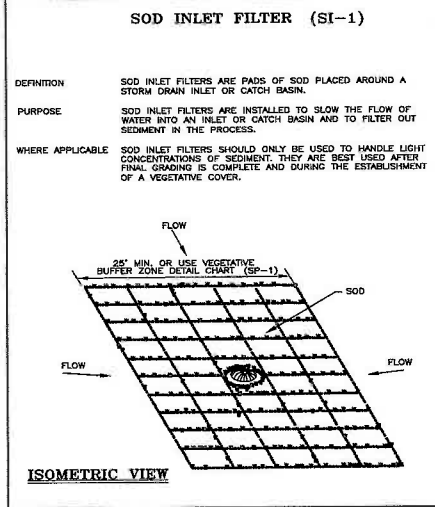 SOD INLET FILTER (SI-1)
DEFINITION SOD INLET FILTERS ARE PADS OF SOD PLACED AROUND A
STORM DRAIN INLET OR CATCH BASIN.
PURPOSE SOD INLET FILTERS ARE INSTALLED TO SLOW THE FLOW OF
WATER INTO AN INLET OR CATCH BASIN AND TO FILTER OUT
SEDIMENT IN THE PROCESS.
WHERE APPLICABLE SOD INLET FILTERS SHOULD ONLY BE USED TO HANDLE LIGHT
CONCENTRATIONS OF SEDIMENT. THEY ARE BEST USED AFTER
FINAL GRADING IS COMPLETE AND DURING THE ESTABLISHMENT
OF A VEGETATIVE COVER.
FLOW
25' MIN. OR USE VEGETATIVE
BUFFER ZONE DETAIL CHART (SP-1)
SOD
FLOW
FLOW
ISOMETRIC VIEW